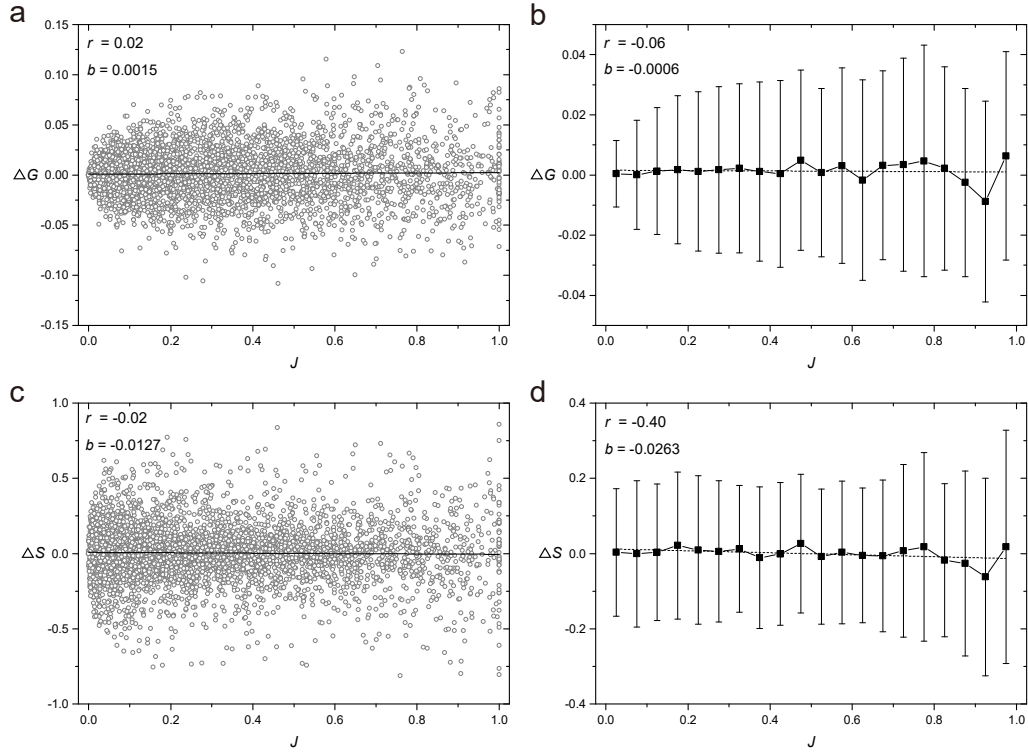 a
r = 0.02
b = 0.0015
0.15
0.10
0.05
ΔG 0.00
-0.05
-0.10
-0.15
0.0 0.2 0.4 0.6 0.8 1.0
J
b
r = -0.06
b = -0.0006
0.04
0.02
ΔG 0.00
-0.02
-0.04
0.0 0.2 0.4 0.6 0.8 1.0
J
c
r = -0.02
b = -0.0127
1.0
0.5
ΔS 0.0
-0.5
-1.0
0.0 0.2 0.4 0.6 0.8 1.0
J
d
r = -0.40
b = -0.0263
0.4
0.2
ΔS 0.0
-0.2
-0.4
0.0 0.2 0.4 0.6 0.8 1.0
J